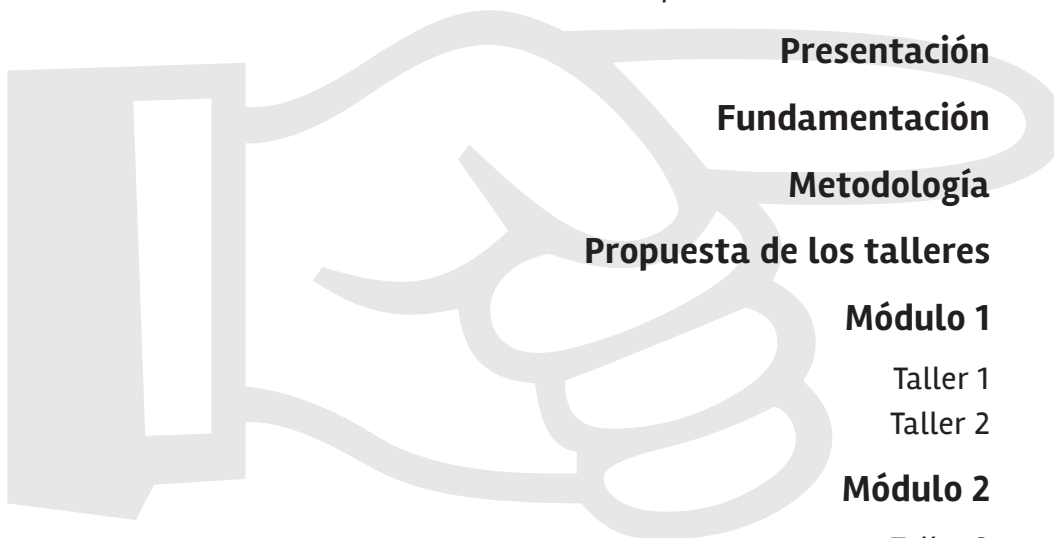 Presentación
Fundamentación
Metodología
Propuesta de los talleres
Módulo 1
Taller 1
Taller 2
Módulo 2